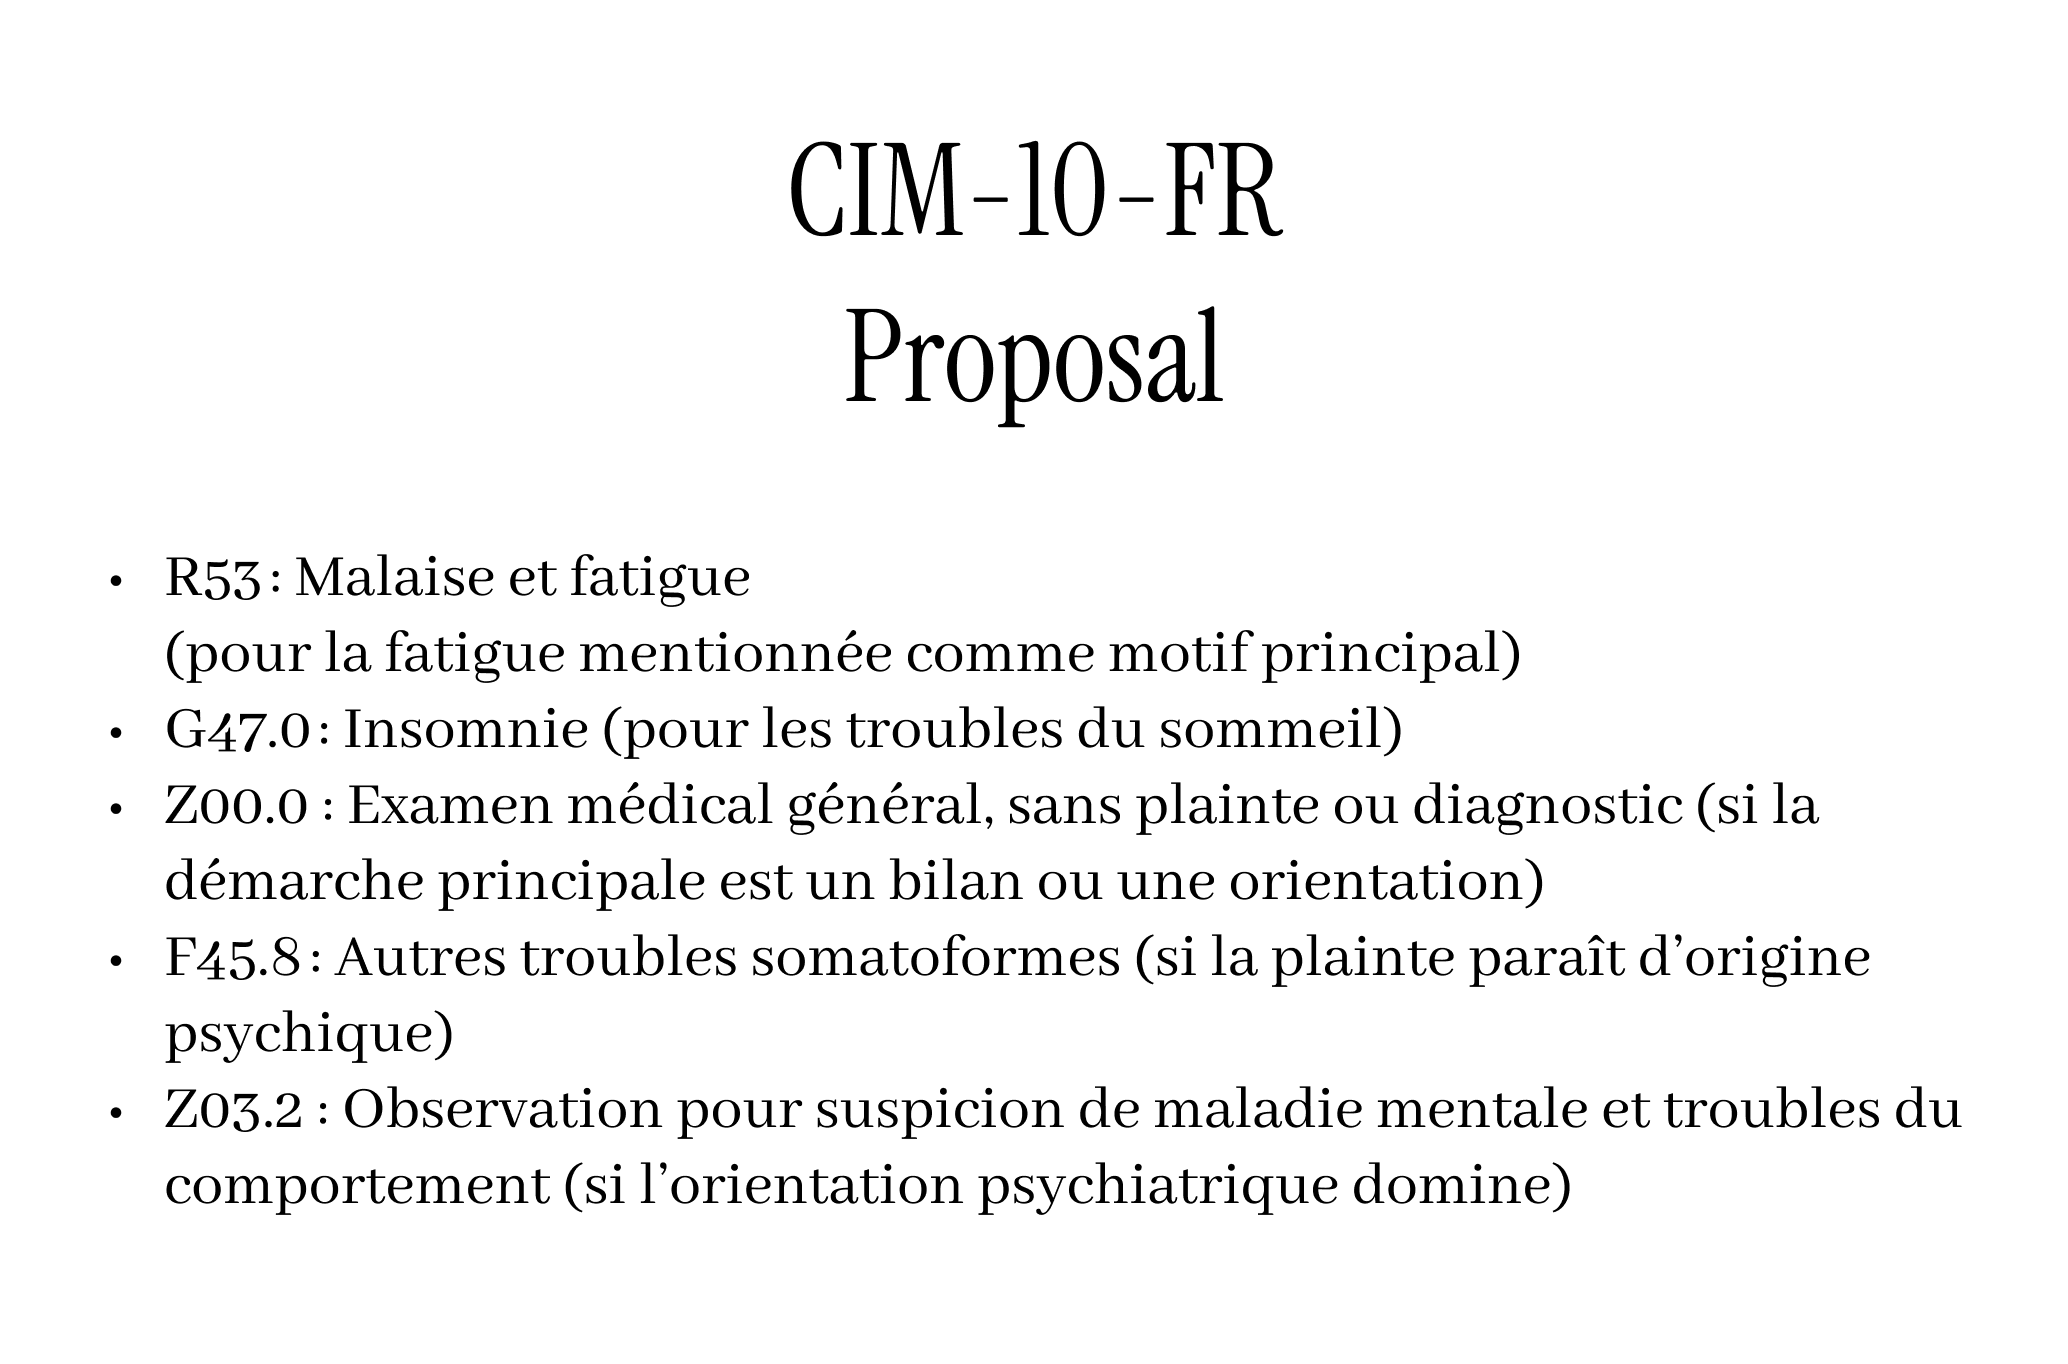 CIM-10-FR
Proposal
• R53 : Malaise et fatigue
(pour la fatigue mentionnée comme motif principal)
• G47.0 : Insomnie (pour les troubles du sommeil)
• Z00.0 : Examen médical général, sans plainte ou diagnostic (si la
démarche principale est un bilan ou une orientation)
• F45.8 : Autres troubles somatoformes (si la plainte paraît d’origine
psychique)
• Z03.2 : Observation pour suspicion de maladie mentale et troubles du
comportement (si l’orientation psychiatrique domine)